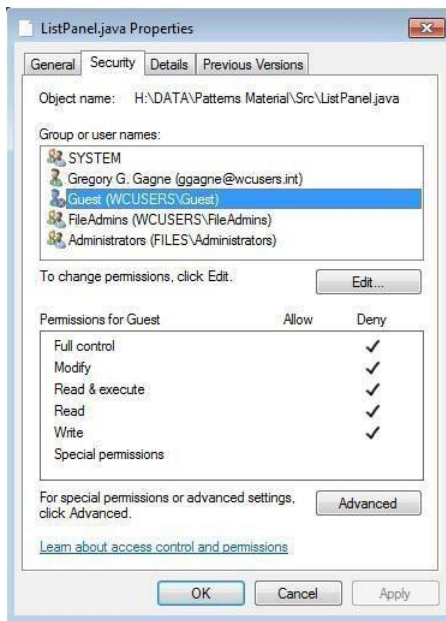 ListPanel.java Properties
General Security Details Previous Versions
Object name: H:\DATA\Patterns Material\Src\ListPanel.java
Group or user names:
SYSTEM
Gregory G. Gagne (ggagne@wcusers.int)
Guest (WCUSERS\Guest)
FileAdmins (WCUSERS\FileAdmins)
Administrators (FILES\Administrators)
To change permissions, click Edit.
Edit...
Permissions for Guest Allow Deny
Full control
Modify
Read & execute
Read
Write
Special permissions
For special permissions or advanced settings,
click Advanced.
Advanced
Learn about access control and permissions
OK Cancel Apply